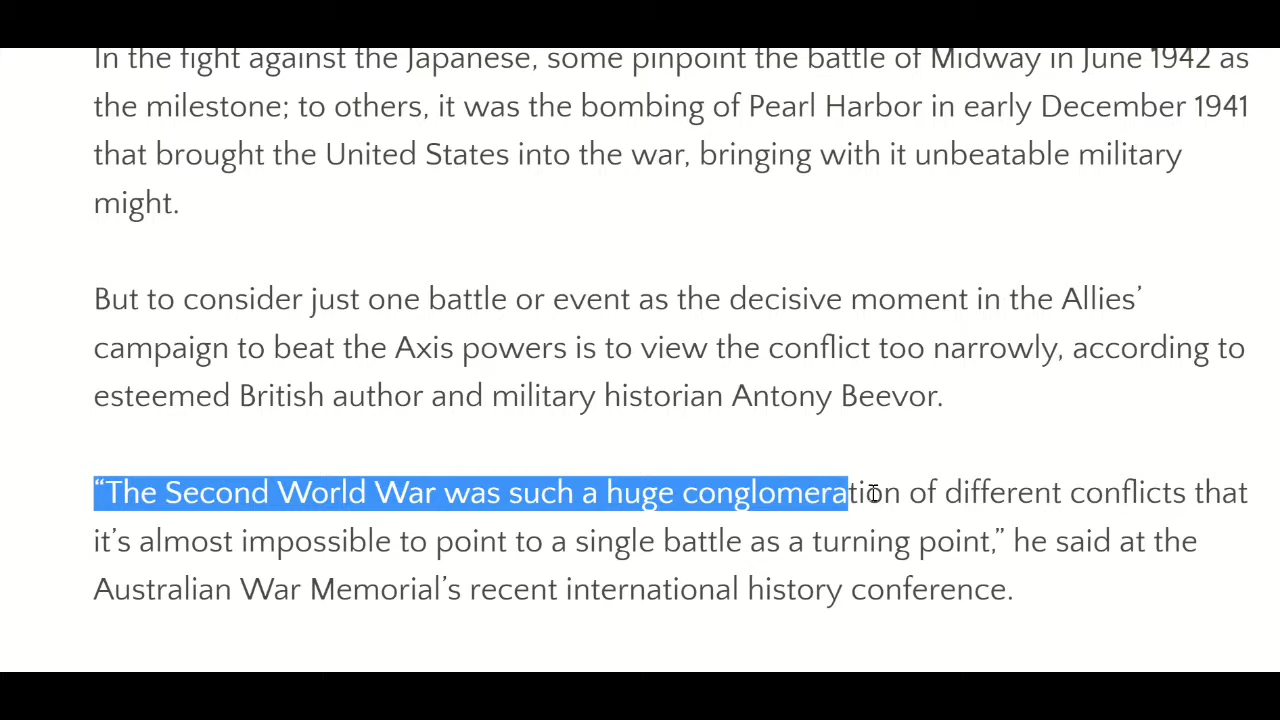 In the fight against the Japanese, some pinpoint the battle of Midway in June 1942 as
the milestone; to others, it was the bombing of Pearl Harbor in early December 1941
that brought the United States into the war, bringing with it unbeatable military
might.
But to consider just one battle or event as the decisive moment in the Allies’
campaign to beat the Axis powers is to view the conflict too narrowly, according to
esteemed British author and military historian Antony Beevor.
“The Second World War was such a huge conglomeration of different conflicts that
it’s almost impossible to point to a single battle as a turning point,” he said at the
Australian War Memorial’s recent international history conference.